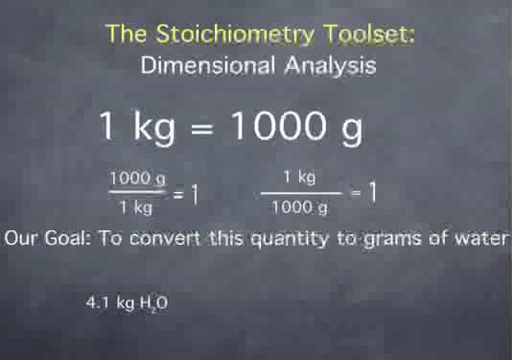 The Stoichiometry Toolset:
Dimensional Analysis
1 kg = 1000 g
1000 g / 1 kg = 1    1 kg / 1000 g = 1
Our Goal: To convert this quantity to grams of water
4.1 kg H₂O